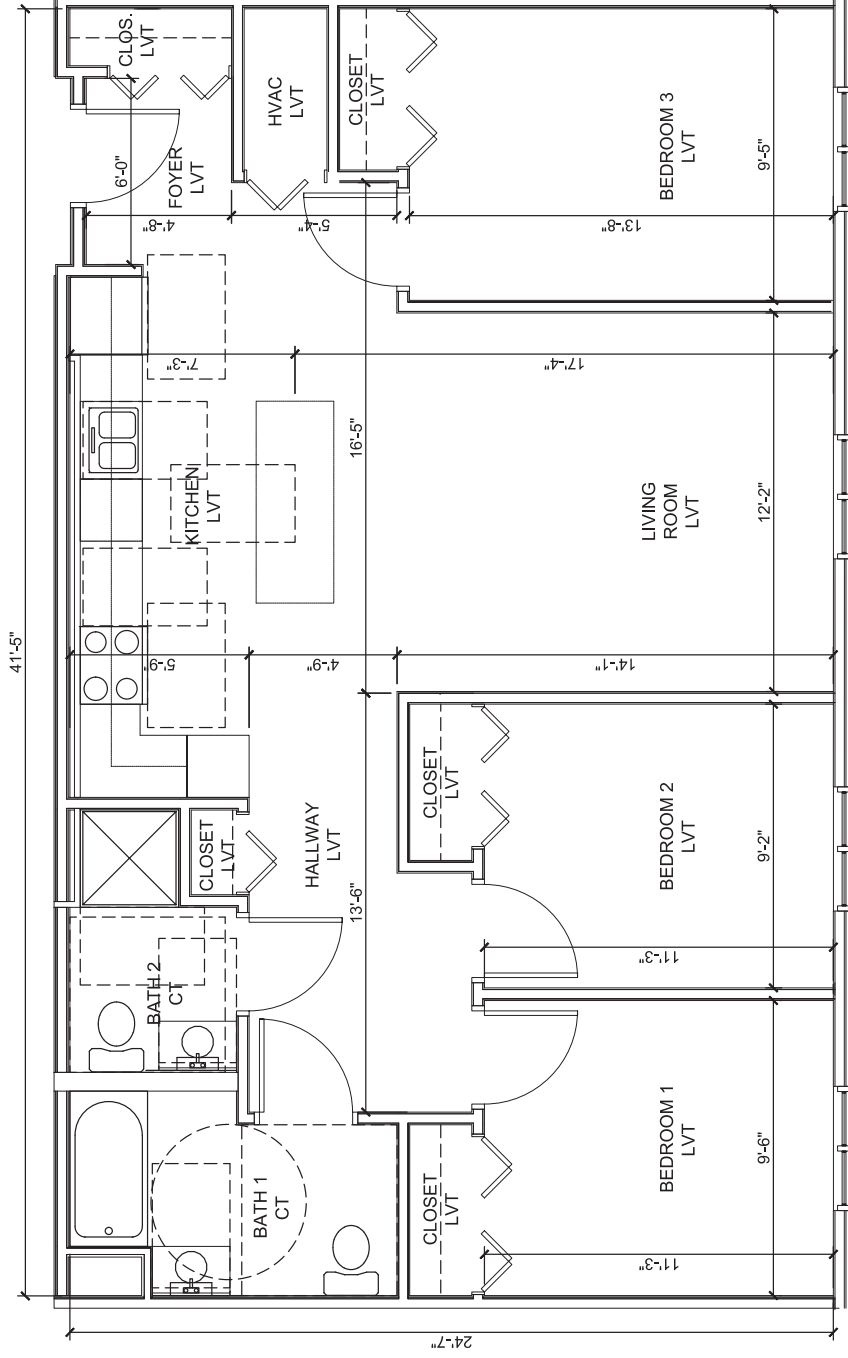 41'-5"
CLOS.
LVT
HVAC
LVT
CLOSET
LVT
6'-0"
FOYER
LVT
4'-8"
5'-4"
13'-8"
BEDROOM 3
LVT
9'-5"
7'-3"
17'-4"
16'-5"
KITCHEN
LVT
LIVING
ROOM
LVT
12'-2"
5'-9"
4'-9"
14'-1"
CLOSET
LVT
HALLWAY
LVT
CLOSET
LVT
13'-6"
BEDROOM 2
LVT
9'-2"
11'-3"
BATH 2
CT
BATH 1
CT
CLOSET
LVT
BEDROOM 1
LVT
9'-6"
11'-3"
24'-7"